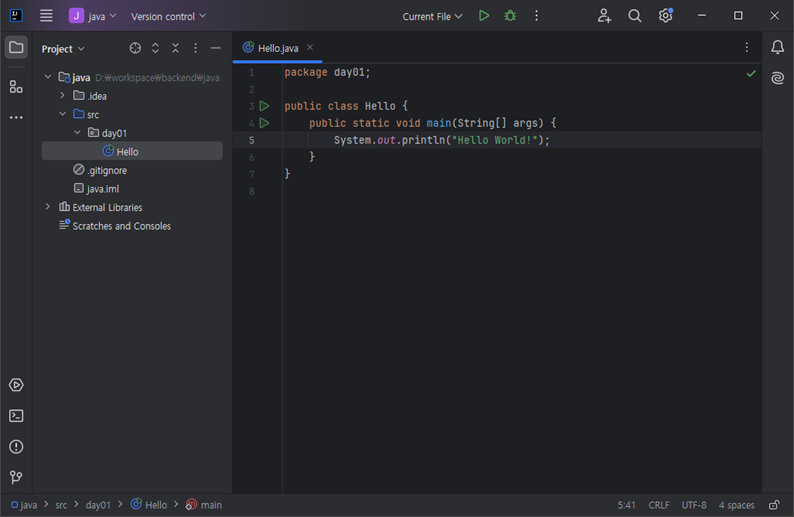 J java Version control Current File
Project
Hello.java
java D:₩workspace₩backend₩java
.idea
src
day01
Hello
.gitignore
java.iml
External Libraries
Scratches and Consoles
1 package day01;
2
3 public class Hello {
4 public static void main(String[] args) {
5 System.out.println("Hello World!");
6 }
7 }
8
java > src > day01 > Hello > m main 5:41 CRLF UTF-8 4 spaces